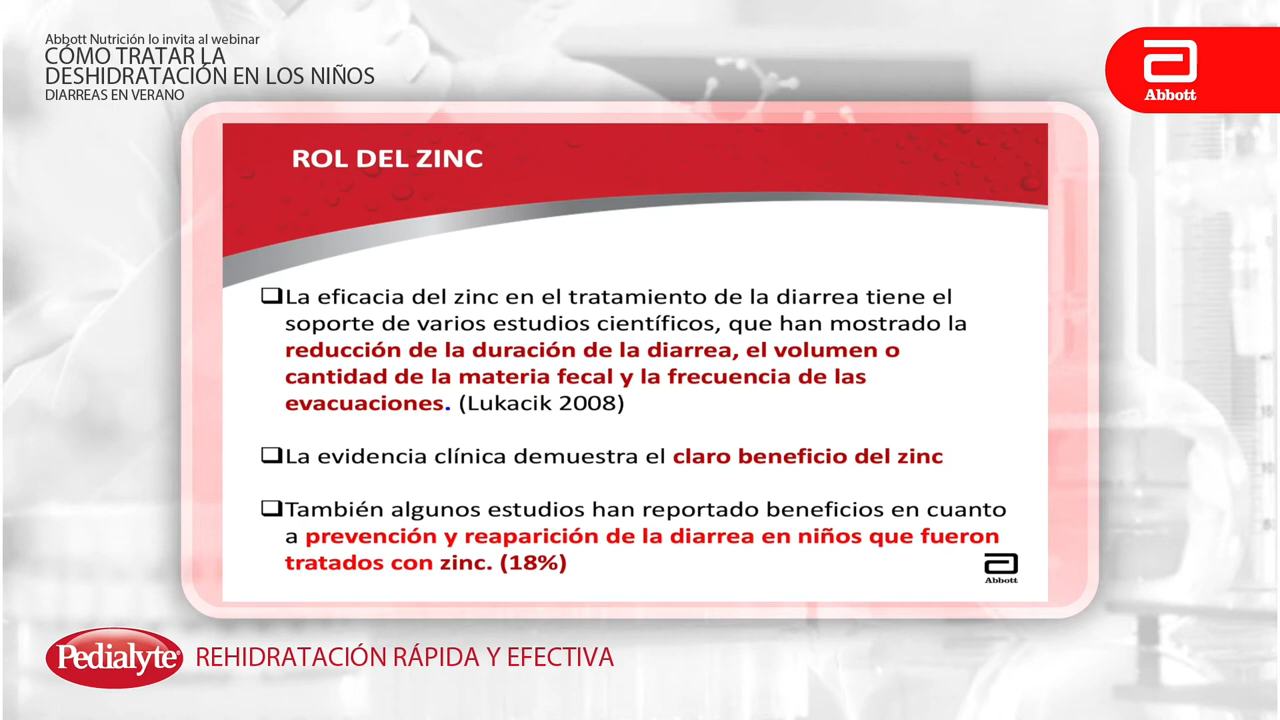 Abbott Nutrición lo invita al webinar
CÓMO TRATAR LA
DESHIDRATACIÓN EN LOS NIÑOS
DIARREAS EN VERANO
Abbott
ROL DEL ZINC
La eficacia del zinc en el tratamiento de la diarrea tiene el
soporte de varios estudios científicos, que han mostrado la
reducción de la duración de la diarrea, el volumen o
cantidad de la materia fecal y la frecuencia de las
evacuaciones. (Lukacik 2008)
La evidencia clínica demuestra el claro beneficio del zinc
También algunos estudios han reportado beneficios en cuanto
a prevención y reaparición de la diarrea en niños que fueron
tratados con zinc. (18%)
Abbott
Pedialyte REHIDRATACIÓN RÁPIDA Y EFECTIVA